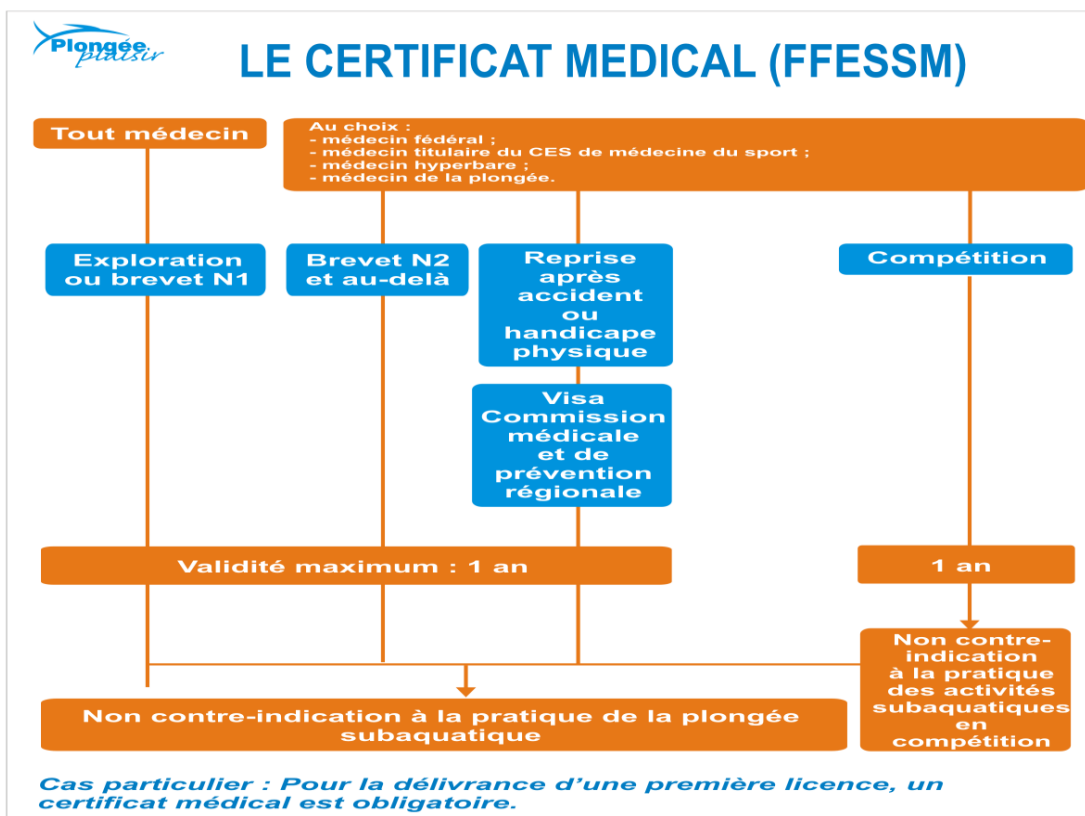 Plongée
plaisir
LE CERTIFICAT MEDICAL (FFESSM)
Tout médecin
Au choix :
- médecin fédéral ;
- médecin titulaire du CES de médecine du sport ;
- médecin hyperbare ;
- médecin de la plongée.
Exploration
ou brevet N1
Brevet N2
et au-delà
Reprise
après
accident
ou
handicape
physique
Compétition
Visa
Commission
médicale
et de
prévention
régionale
Validité maximum : 1 an
1 an
Non contre-indication à la pratique de la plongée
subaquatique
Non contre-
indication
à la pratique
des activités
subaquatiques
en
compétition
Cas particulier : Pour la délivrance d’une première licence, un
certificat médical est obligatoire.